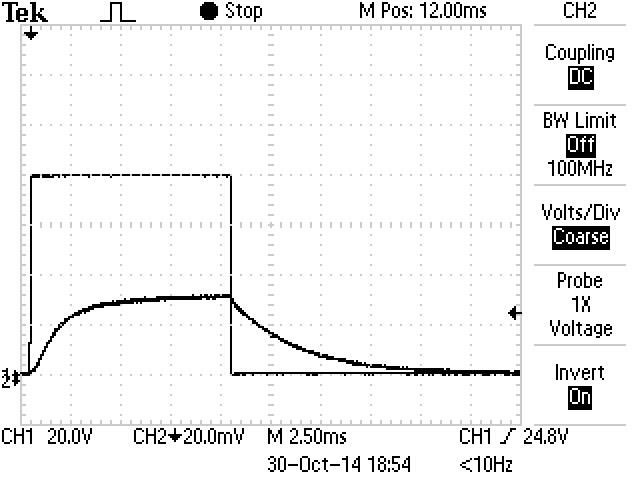 Tek Stop M Pos: 12.00ms CH2
Coupling
DC
BW Limit
Off
100MHz
Volts/Div
Coarse
Probe
1X
Voltage
Invert
On
2
CH1 20.0V CH2 20.0mV M 2.50ms CH1 24.8V
30-Oct-14 18:54 <10Hz